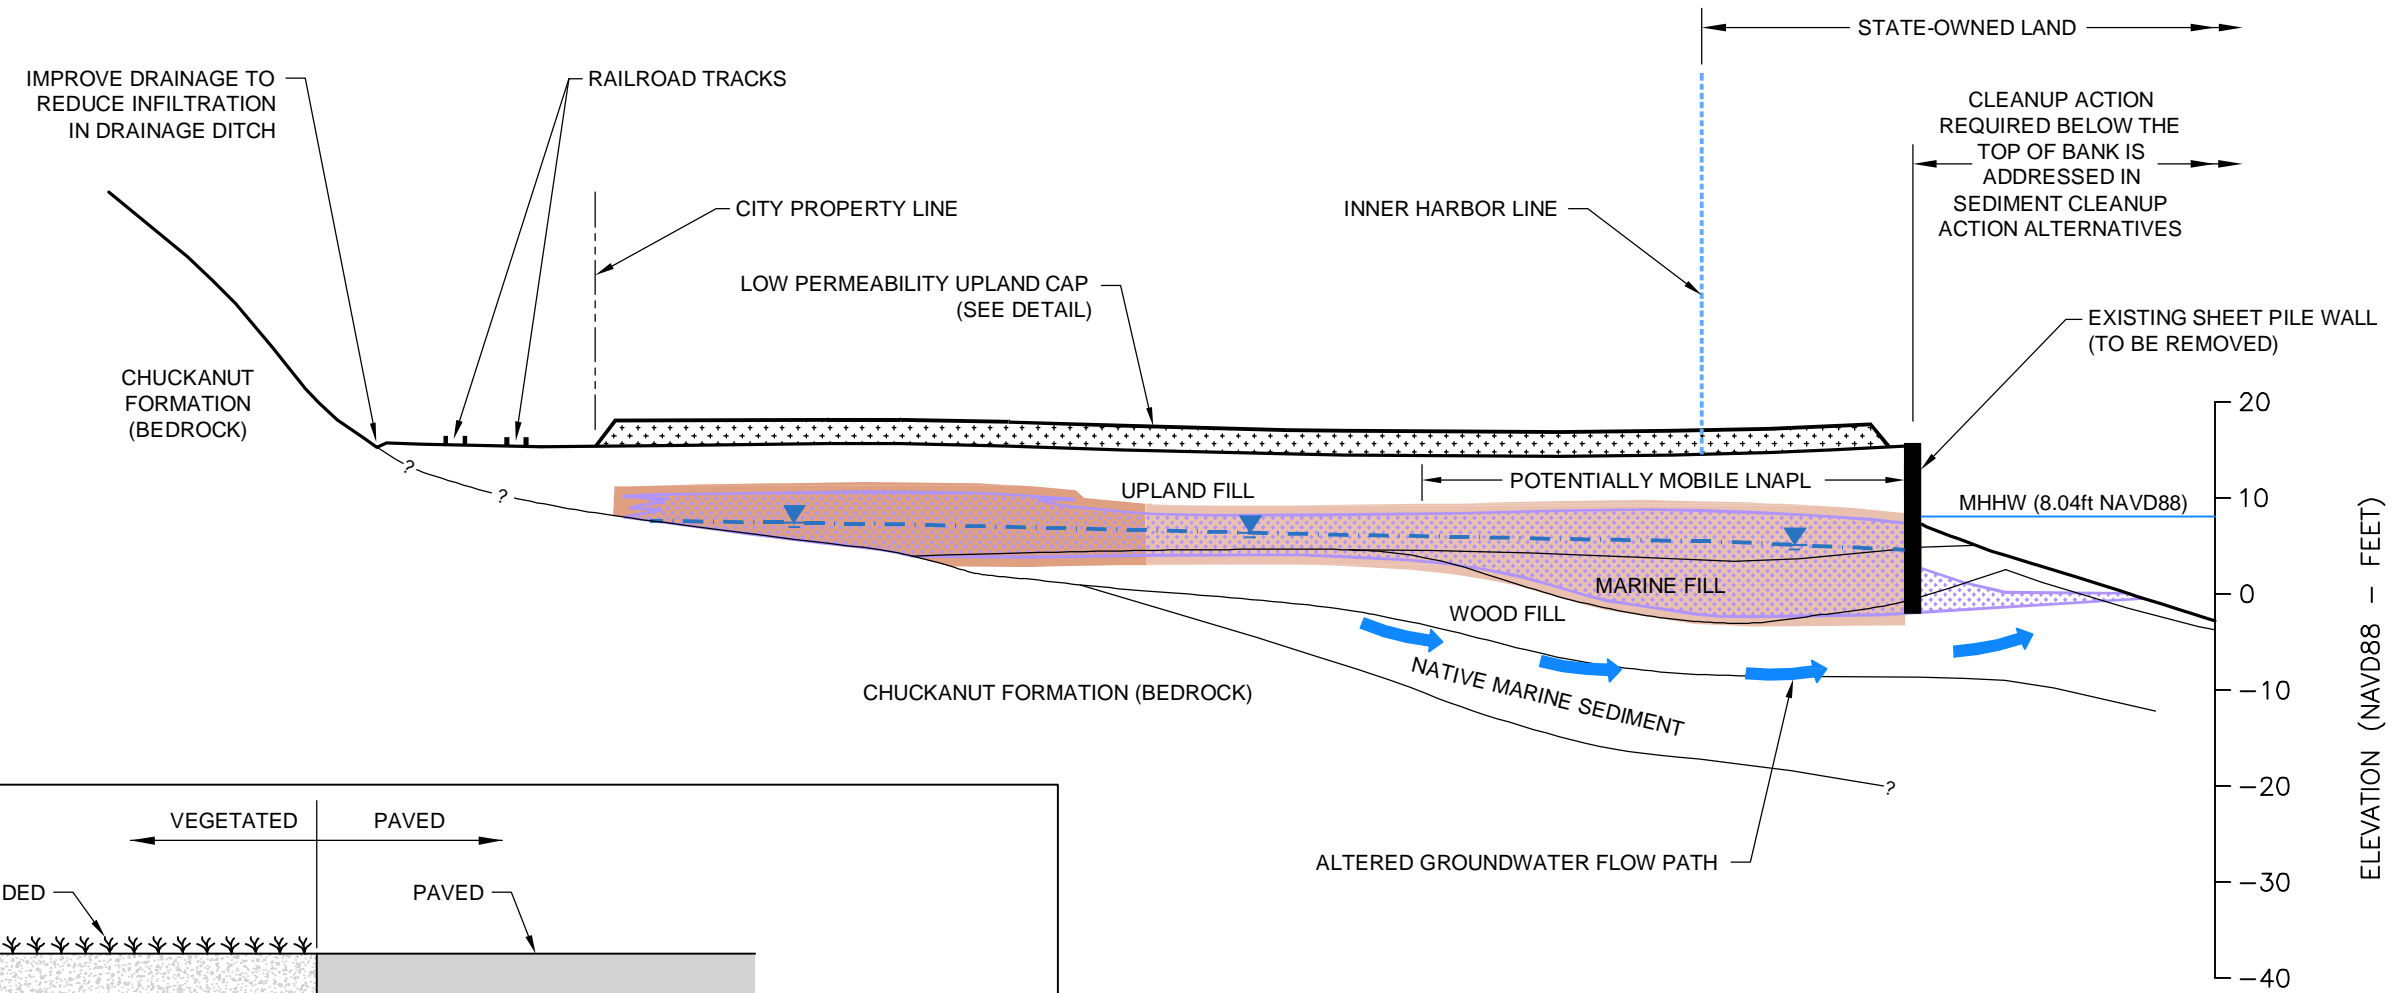 STATE-OWNED LAND
IMPROVE DRAINAGE TO
REDUCE INFILTRATION
IN DRAINAGE DITCH
RAILROAD TRACKS
CLEANUP ACTION
REQUIRED BELOW THE
TOP OF BANK IS
ADDRESSED IN
SEDIMENT CLEANUP
ACTION ALTERNATIVES
CITY PROPERTY LINE
INNER HARBOR LINE
LOW PERMEABILITY UPLAND CAP
(SEE DETAIL)
EXISTING SHEET PILE WALL
(TO BE REMOVED)
CHUCKANUT
FORMATION
(BEDROCK)
20
?
?
UPLAND FILL
POTENTIALLY MOBILE LNAPL
MHHW (8.04ft NAVD88)
10
MARINE FILL
WOOD FILL
0
NATIVE MARINE SEDIMENT
CHUCKANUT FORMATION (BEDROCK)
-10
?
-20
ELEVATION (NAVD88 - FEET)
VEGETATED
PAVED
ALTERED GROUNDWATER FLOW PATH
DED
PAVED
-30
-40